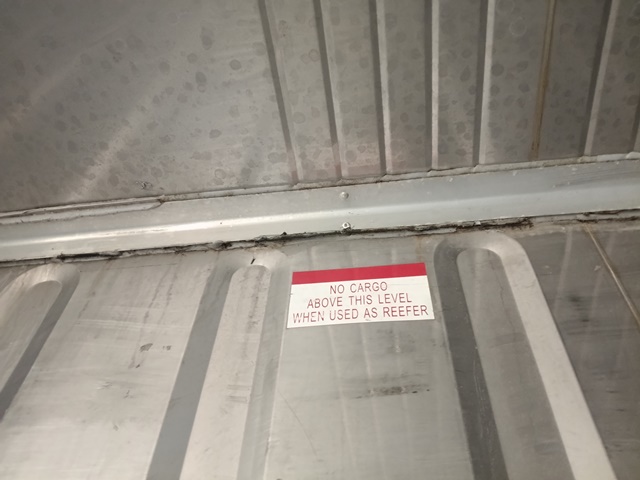 NO CARGO
ABOVE THIS LEVEL
WHEN USED AS REEFER